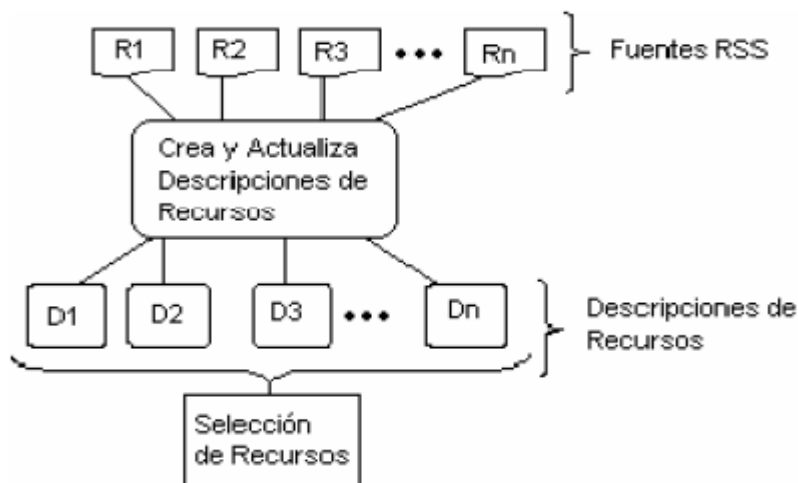 R1 R2 R3 ••• Rn
Fuentes RSS
Crea y Actualiza
Descripciones de
Recursos
D1 D2 D3 ••• Dn
Descripciones de
Recursos
Selección
de Recursos